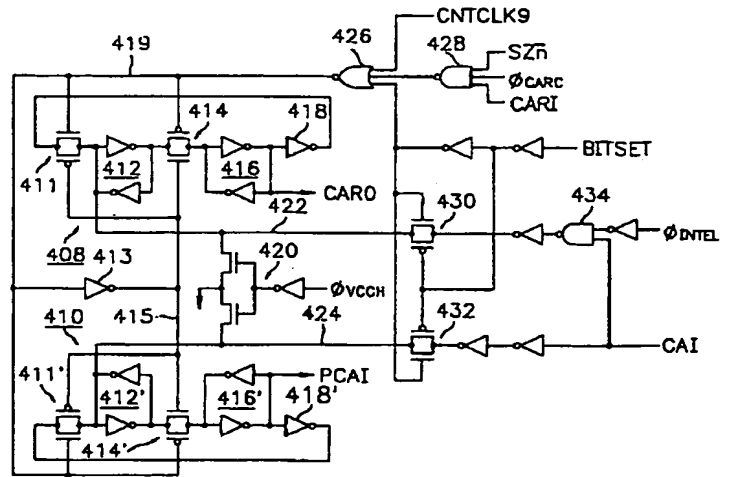 CNTCLK9
419
426
428
SZn̄
φCARC
CARI
414
418
411
412
416
BITSET
CARO
422
430
434
φINTEL
408
413
420
φVCCH
415
410
424
432
CAI
411'
412'
416'
PCAI
418'
414'